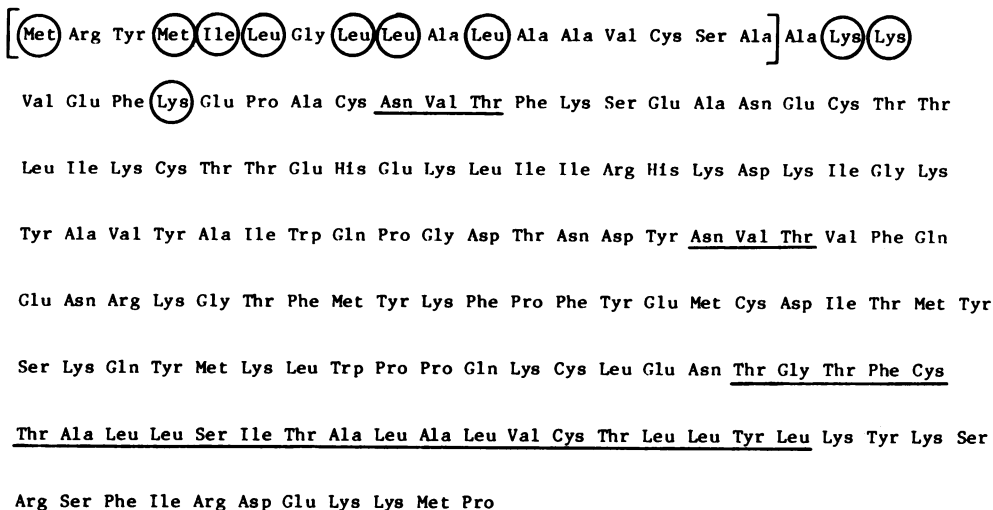 [Met Arg Tyr Met Ile Leu Gly Leu Leu Ala Leu Ala Ala Val Cys Ser Ala] Ala Lys Lys
Val Glu Phe Lys Glu Pro Ala Cys Asn Val Thr Phe Lys Ser Glu Ala Asn Glu Cys Thr Thr
Leu Ile Lys Cys Thr Thr Glu His Glu Lys Leu Ile Ile Arg His Lys Asp Lys Ile Gly Lys
Tyr Ala Val Tyr Ala Ile Trp Gln Pro Gly Asp Thr Asn Asp Tyr Asn Val Thr Val Phe Gln
Glu Asn Arg Lys Gly Thr Phe Met Tyr Lys Phe Pro Phe Tyr Glu Met Cys Asp Ile Thr Met Tyr
Ser Lys Gln Tyr Met Lys Leu Trp Pro Pro Gln Lys Cys Leu Glu Asn Thr Gly Thr Phe Cys
Thr Ala Leu Leu Ser Ile Thr Ala Leu Ala Leu Val Cys Thr Leu Leu Tyr Leu Lys Tyr Lys Ser
Arg Ser Phe Ile Arg Asp Glu Lys Lys Met Pro